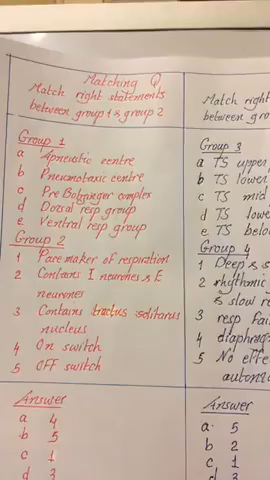 Matching Q
Match right statements
between group 1 & group 2
Group 1
a Apneustic centre
b Pneumotaxic centre
c Pre Botzinger complex
d Dorsal resp group
e Ventral resp group
Group 2
1 Pace maker of respiration
2 Contains I neurones & E
neurones
3 Contains tractus solitarus
nucleus
4 On switch
5 OFF switch
Answer
a 4
b 5
c 1
d 3
Match right
between gro
Group 3
a TS upper
b TS lower
c TS mid
d TS lowe
e TS belo
Group 4
1 Deep & s
2 rhythmic
& slow r
3 resp fai
4 diaphrag
5 No effe
autom
Answer
a. 5
b 2
c 1
d 3